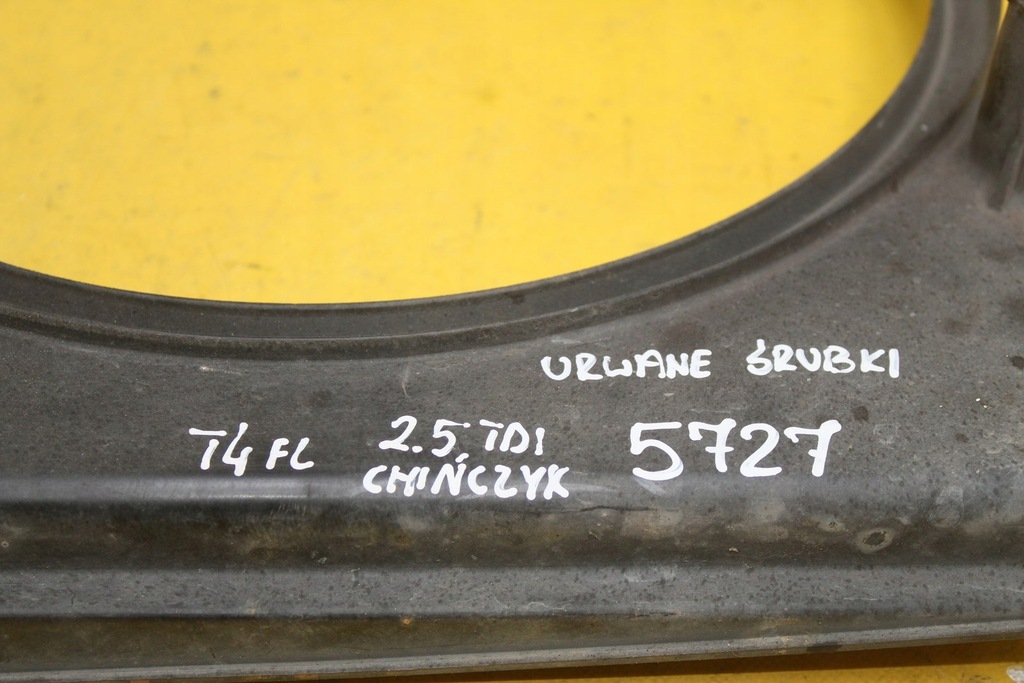 URWANE ŚRUBKI
T4 FL 2.5 TDI 5727
CHIŃCZYK